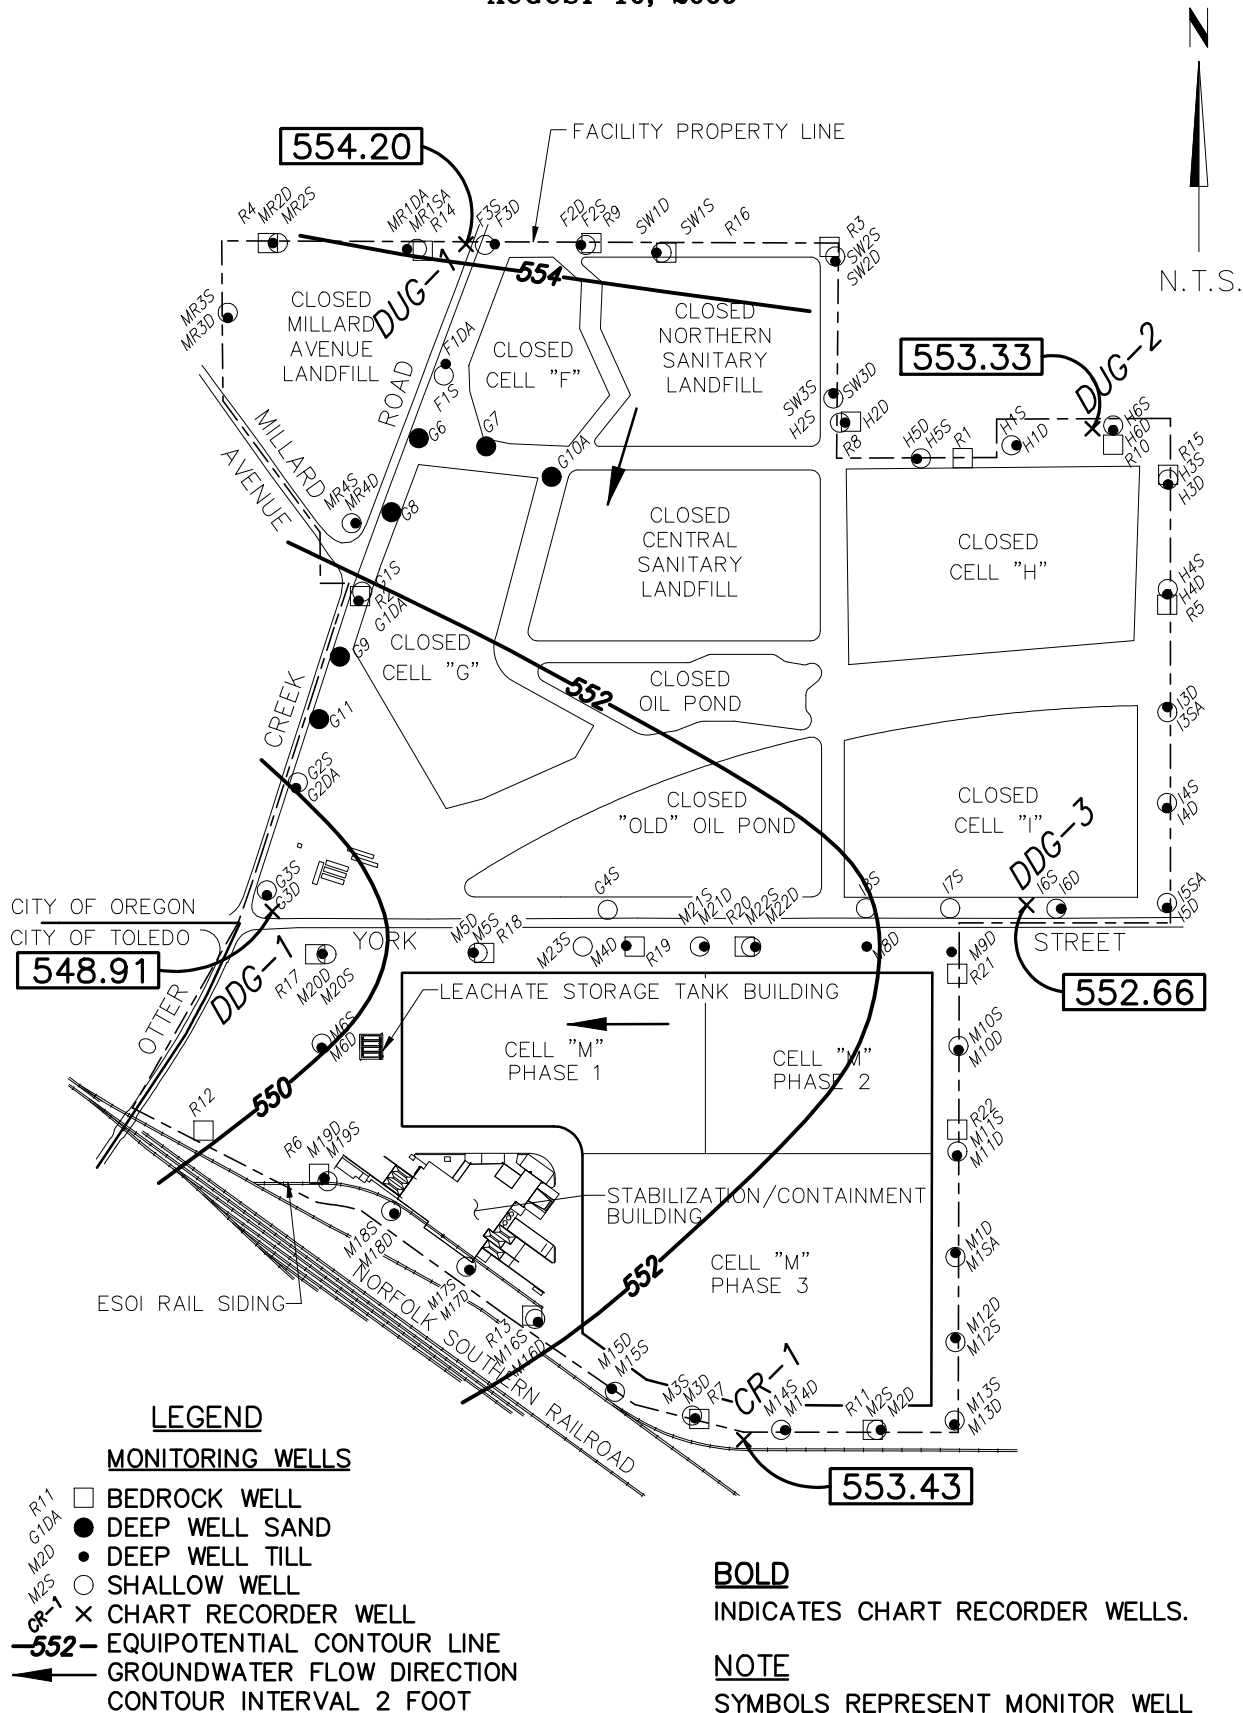 N
N.T.S.
FACILITY PROPERTY LINE
554.20
R4
MR2D
MR2S
MR1DA
MR1SA
R14
F3S
F3D
F2D
F2S
R9
SW1D
SW1S
R16
R3
SW2S
SW2D
DUG-1
554
MR3S
MR3D
CLOSED
MILLARD
AVENUE
LANDFILL
CLOSED
CELL "F"
CLOSED
NORTHERN
SANITARY
LANDFILL
553.33
DUG-2
F1DA
F1S
ROAD
SW3S
SW3D
H2S
H2D
R8
H5D
H5S
R1
H1S
H1D
H6S
H6D
R10
R15
H3S
H3D
MILLARD
AVENUE
G6
G7
G10A
G8
MR4S
MR4D
CLOSED
CENTRAL
SANITARY
LANDFILL
CLOSED
CELL "H"
H4S
H4D
R5
G1S
R2
G1DA
G9
CLOSED
CELL "G"
552
CLOSED
OIL POND
I3D
I3SA
CREEK
G11
G2S
G2DA
CLOSED
"OLD" OIL POND
CLOSED
CELL "I"
DDG-3
I4S
I4D
G3S
G3D
G4S
I8S
I7S
I6S
I6D
I5SA
I5D
CITY OF OREGON
CITY OF TOLEDO
548.91
DDG-1
YORK
STREET
R17
M20D
M20S
M5D
M5S
R18
M23S
M4D
R19
M21S
M21D
R20
M22S
M22D
M8D
M9D
R21
552.66
LEACHATE STORAGE TANK BUILDING
OTTER
M6S
M6D
CELL "M"
PHASE 1
CELL "M"
PHASE 2
M10S
M10D
550
R12
R6
M19D
M19S
R22
M11S
M11D
STABILIZATION/CONTAINMENT
BUILDING
M18S
M18D
M1D
M1SA
CELL "M"
PHASE 3
552
ESOI RAIL SIDING
NORFOLK SOUTHERN RAILROAD
M17S
M17D
R13
M16S
M16D
M12D
M12S
M15D
M15S
M3S
M3D
R7
CR-1
M14S
M14D
R11
M2S
M2D
M13S
M13D
553.43
LEGEND
MONITORING WELLS
R11 BEDROCK WELL
G1DA DEEP WELL SAND
M2D DEEP WELL TILL
M2S SHALLOW WELL
CR-1 CHART RECORDER WELL
552 EQUIPOTENTIAL CONTOUR LINE
GROUNDWATER FLOW DIRECTION
CONTOUR INTERVAL 2 FOOT
BOLD
INDICATES CHART RECORDER WELLS.
NOTE
SYMBOLS REPRESENT MONITOR WELL